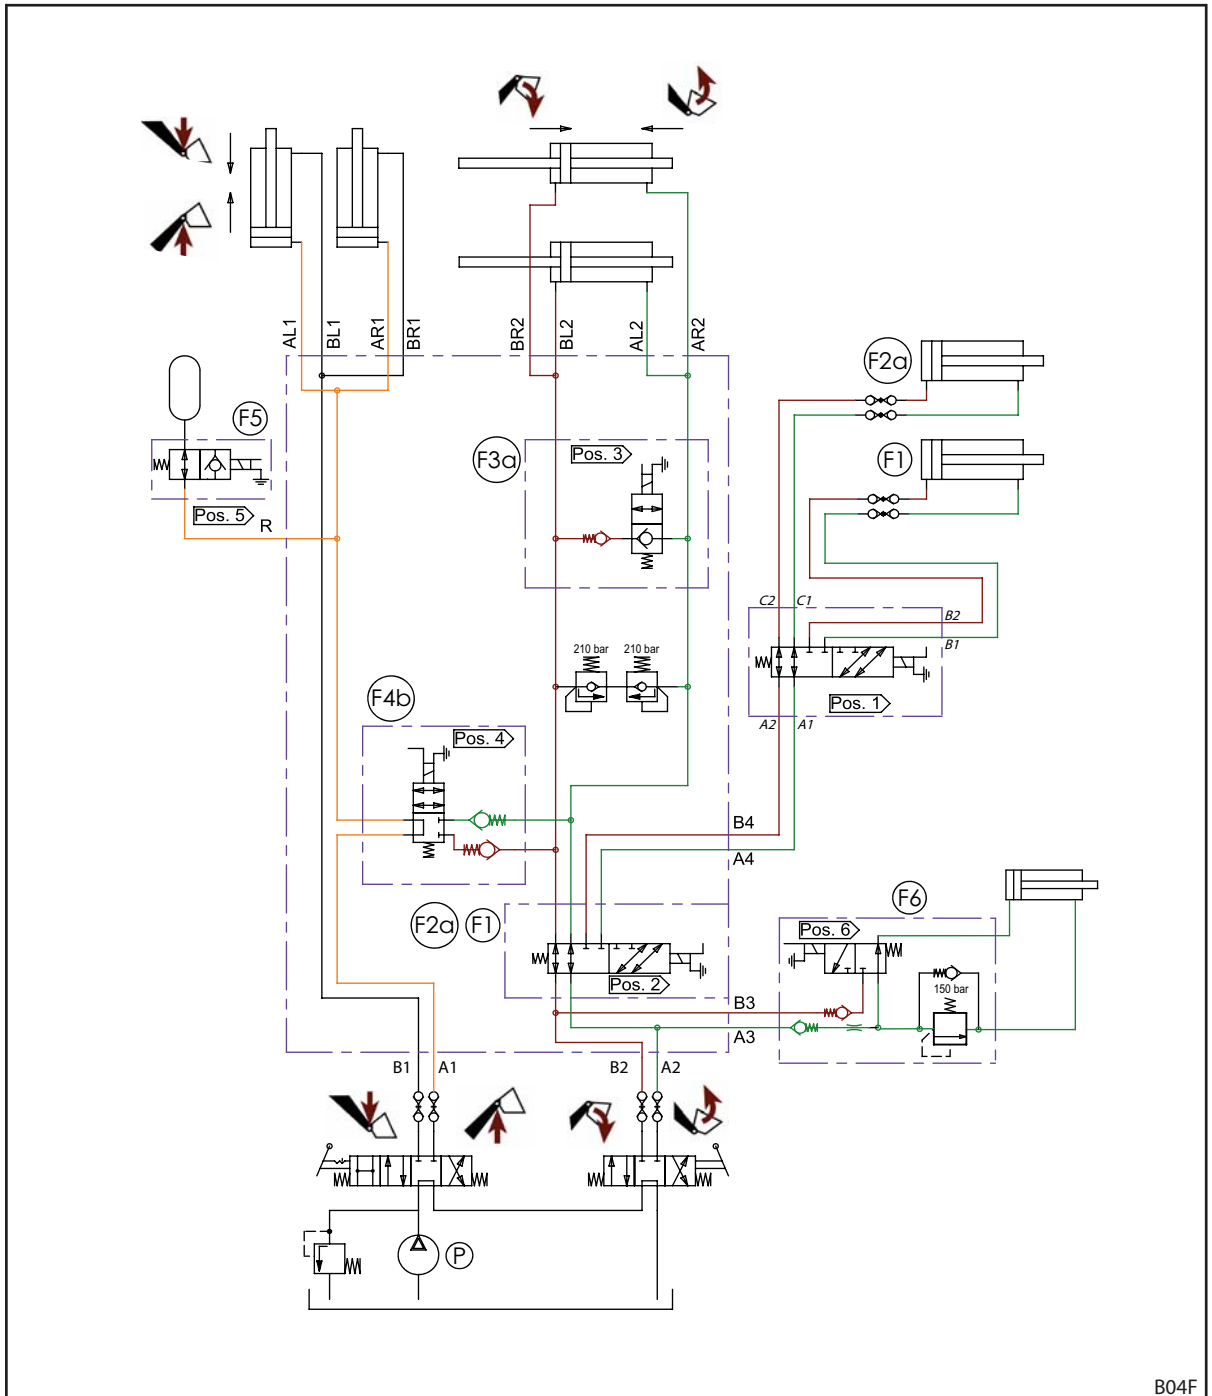 AL1
BL1
AR1
BR1
BR2
BL2
AL2
AR2
F2a
F5
F3a
Pos. 3
F1
Pos. 5
R
C2
C1
B2
B1
210 bar
210 bar
F4b
Pos. 1
Pos. 4
A2
A1
B4
A4
F2a
F1
F6
Pos. 6
Pos. 2
B3
150 bar
A3
B1
A1
B2
A2
P
B04F